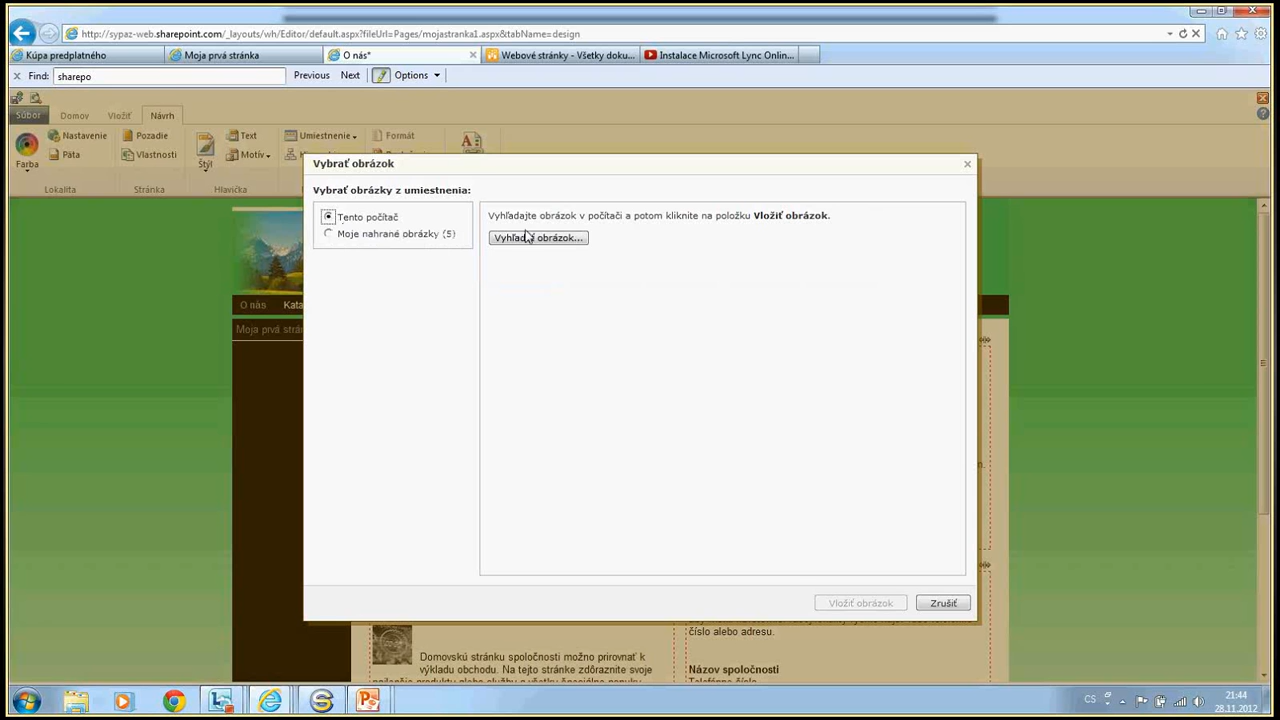 http://sypaz-web.sharepoint.com/_layouts/wh/Editor/default.aspx?fileUrl=Pages/mojastranka1.aspx&tabName=design
Kúpa predplatného
Moja prvá stránka
O nás*
Webové stránky - Všetky doku...
Instalace Microsoft Lync Onlin...
Find: sharepo Previous Next Options
Súbor Domov Vložiť Návrh
Nastavenie Pozadie Text Umiestnenie Formát
Farba Päta Vlastnosti Štýl Motív
Lokalita Stránka Hlavička
Vybrať obrázok
Vybrať obrázky z umiestnenia:
Tento počítač
Moje nahrané obrázky (5)
Vyhľadajte obrázok v počítači a potom kliknite na položku Vložiť obrázok.
obrázok...
O nás
Moja prvá
Vložiť obrázok Zrušiť
číslo alebo adresu.
Domovskú stránku spoločnosti možno prirovnať k
výkladu obchodu. Na tejto stránke zdôraznite svoje
Názov spoločnosti
CS
21:44
28.11.2012